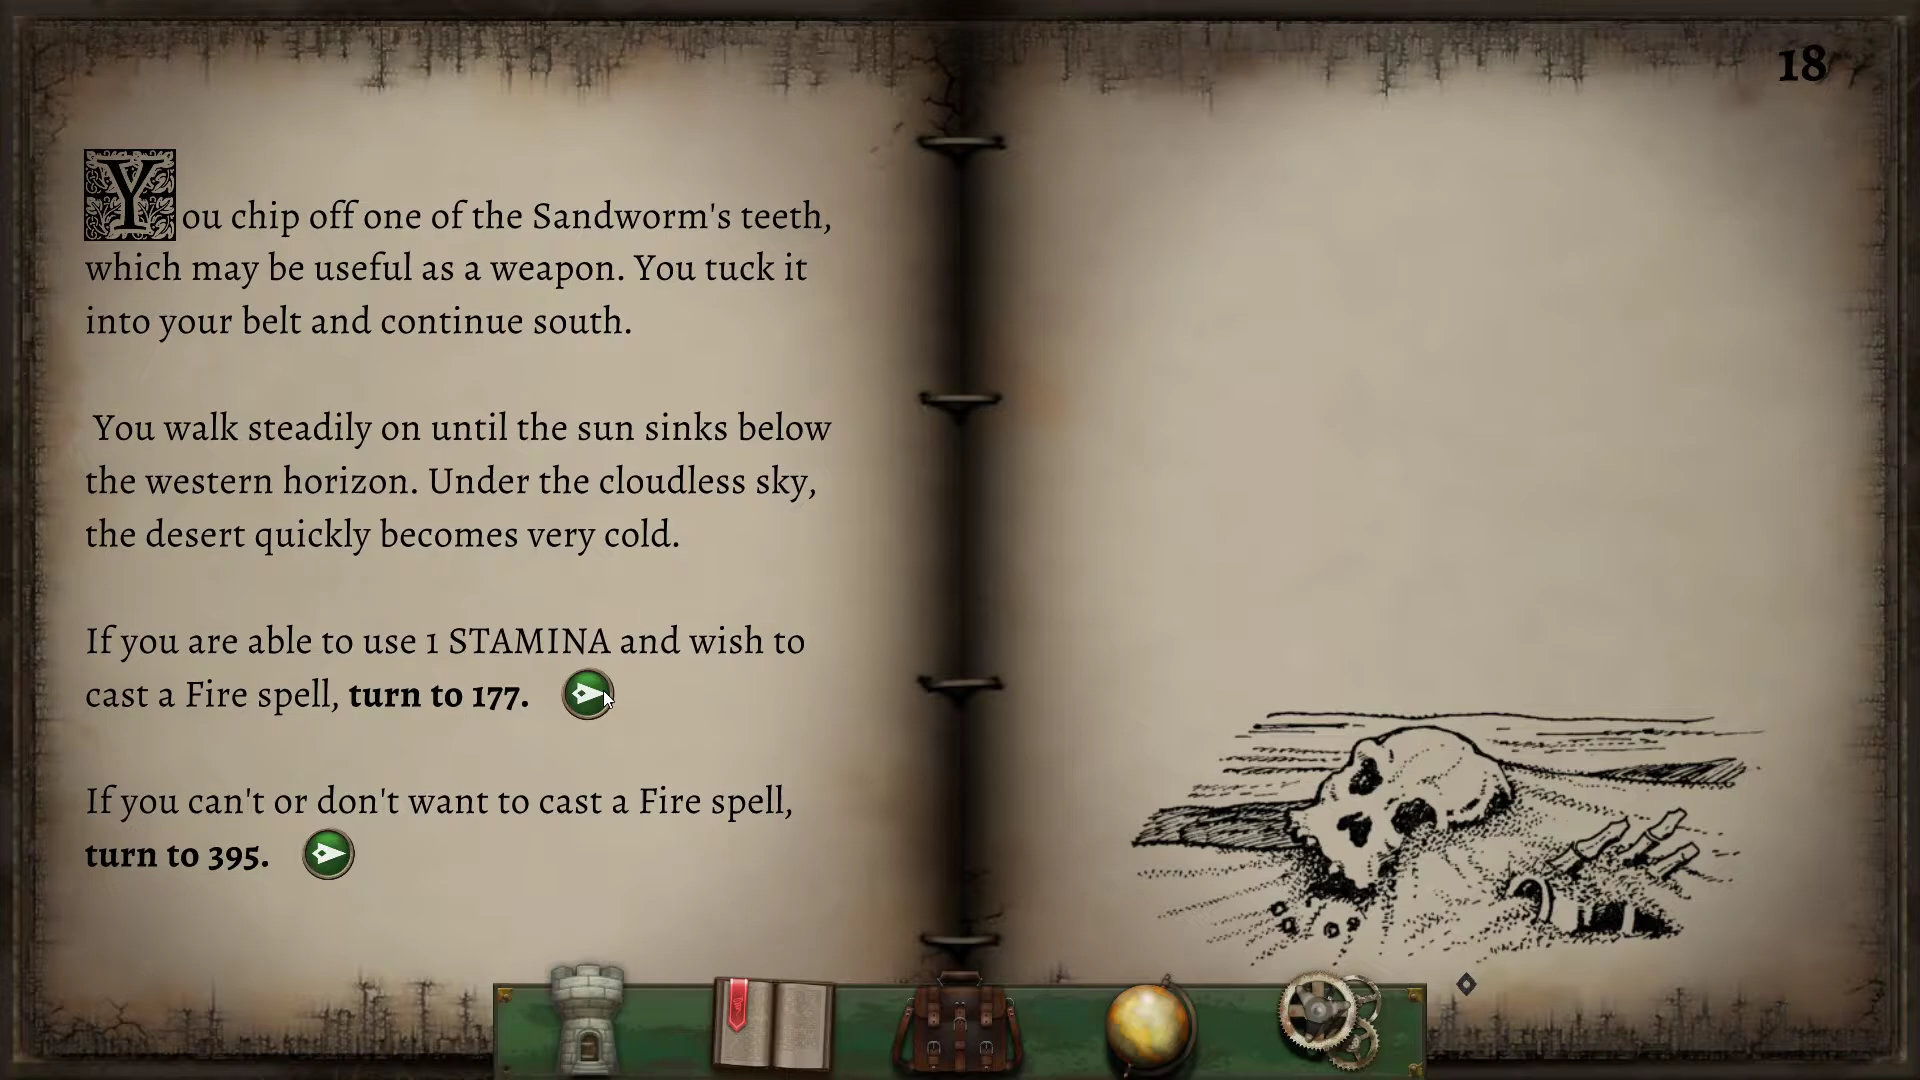 18
You chip off one of the Sandworm's teeth,
which may be useful as a weapon. You tuck it
into your belt and continue south.
You walk steadily on until the sun sinks below
the western horizon. Under the cloudless sky,
the desert quickly becomes very cold.
If you are able to use 1 STAMINA and wish to
cast a Fire spell, turn to 177.
If you can't or don't want to cast a Fire spell,
turn to 395.